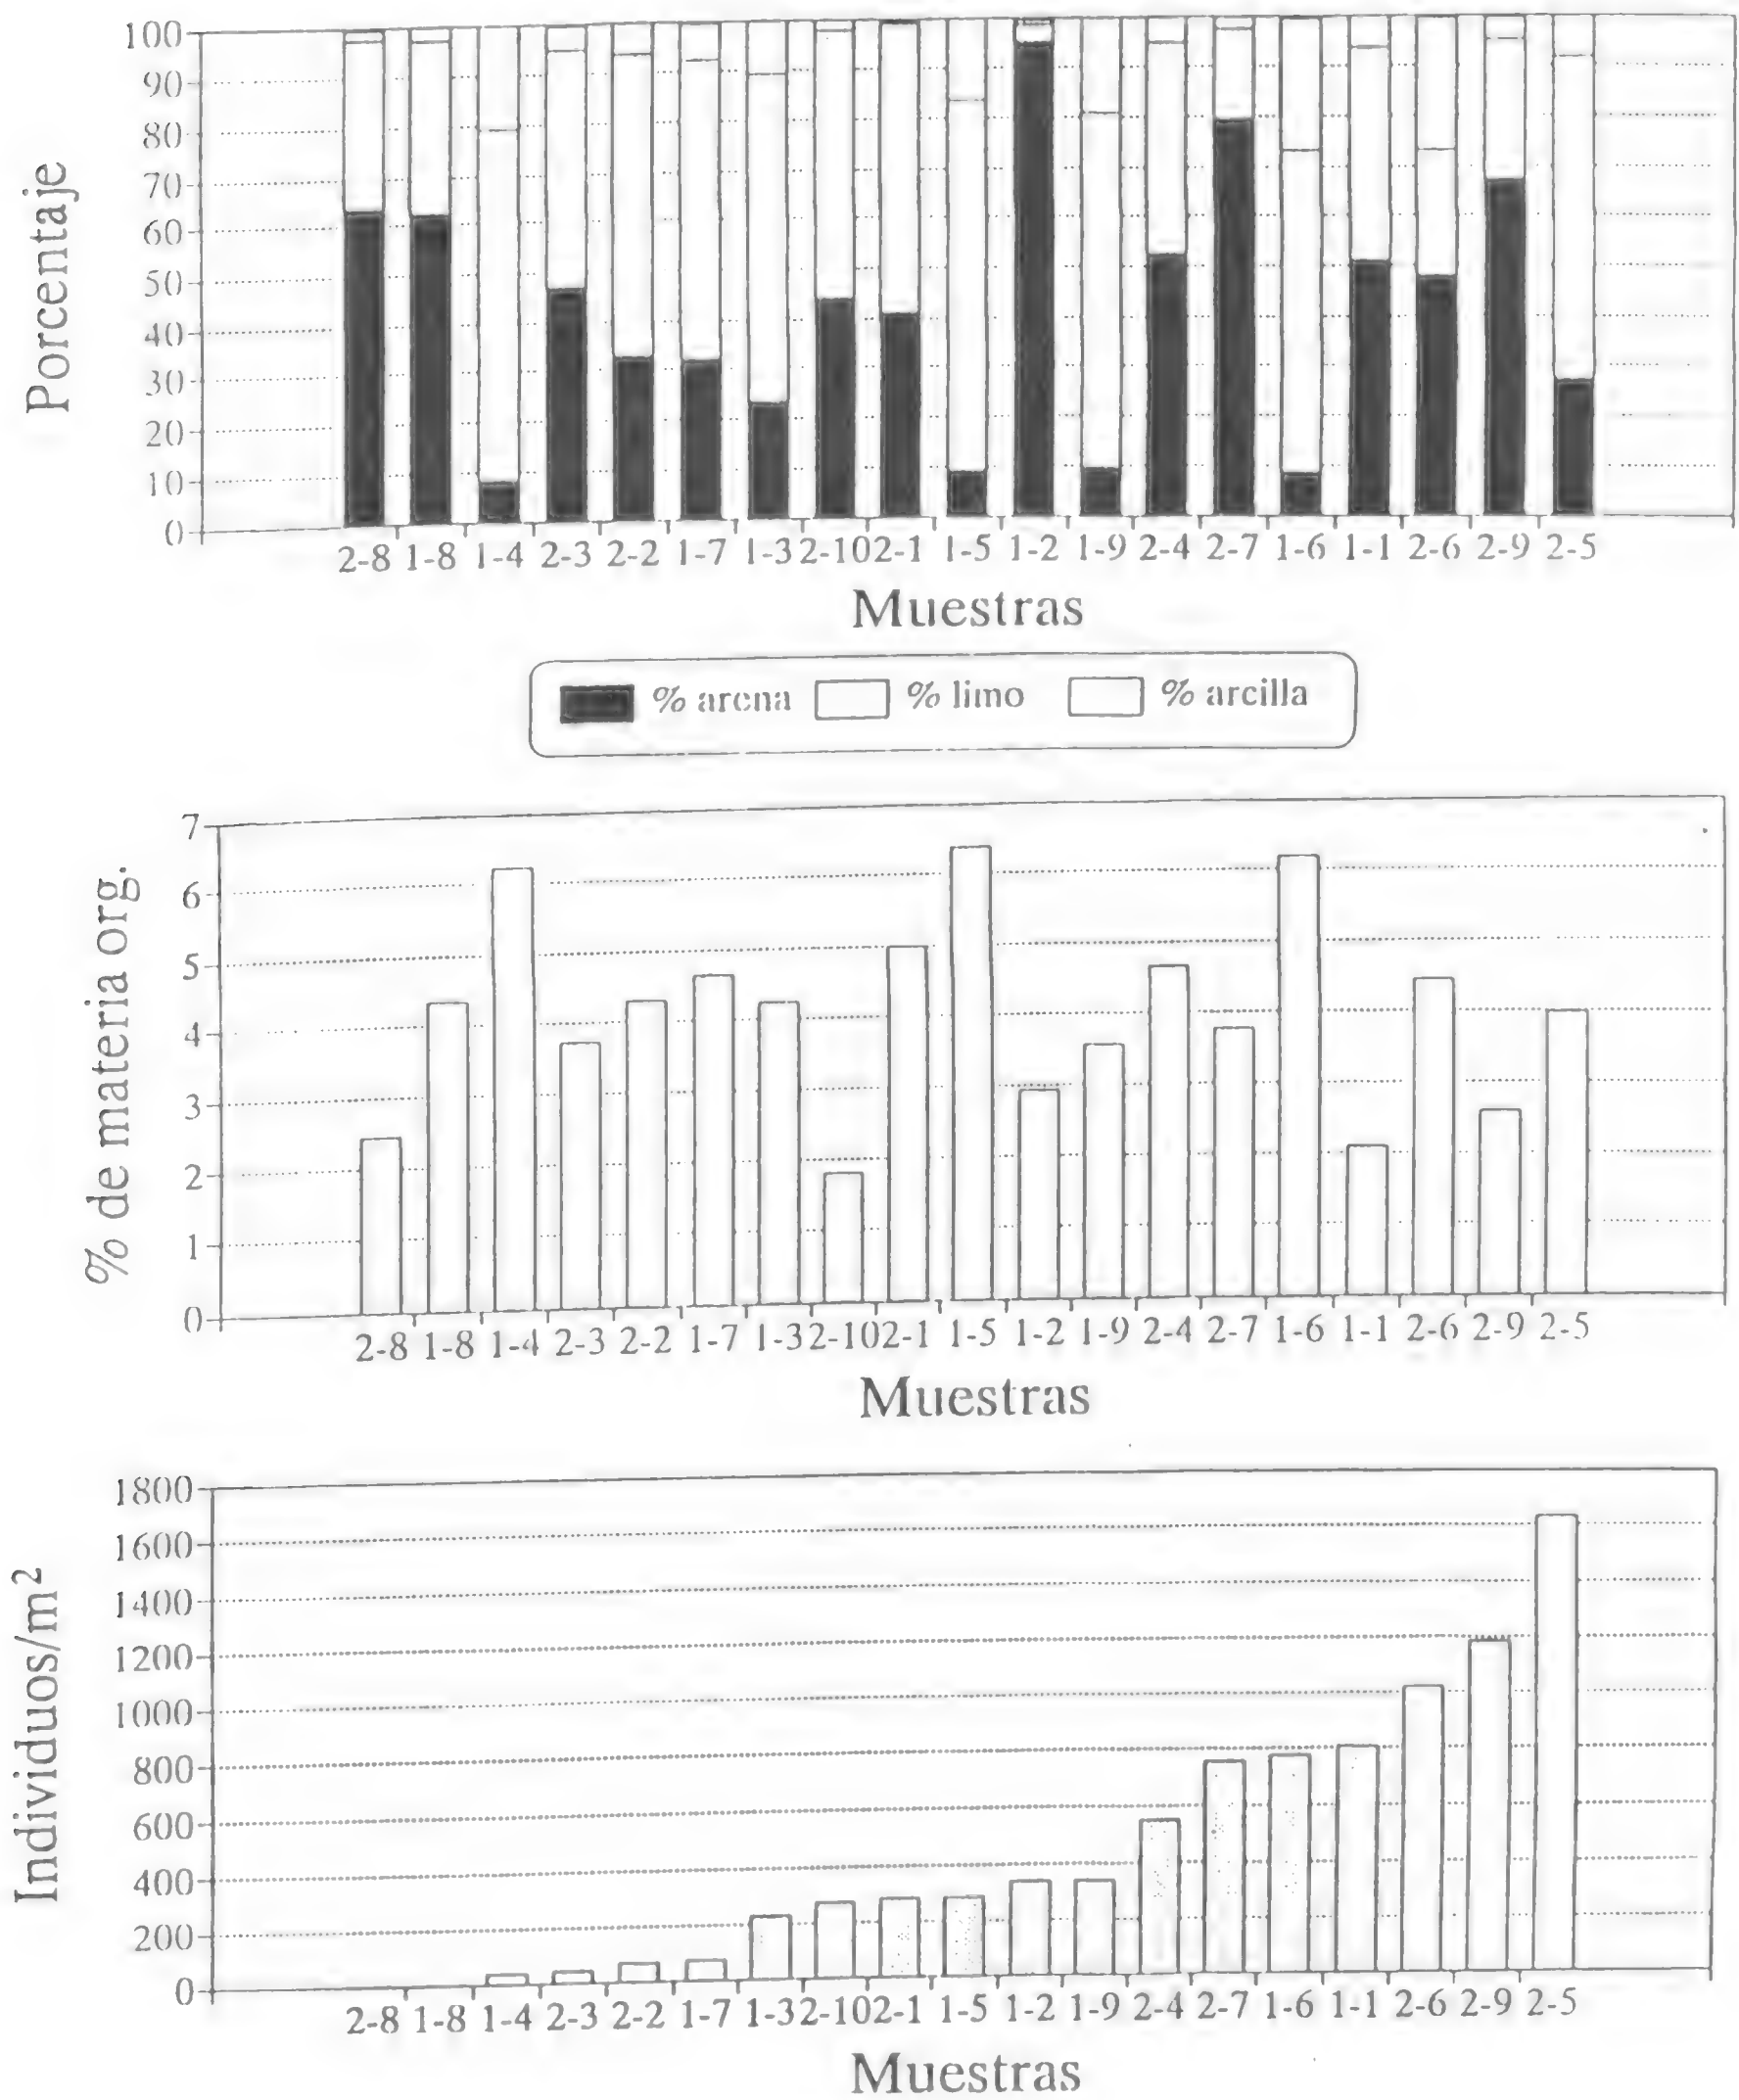 Porcentaje
100
90
80
70
60
50
40
30
20
10
0
2-8 1-8 1-4 2-3 2-2 1-7 1-3 2-10 2-1 1-5 1-2 1-9 2-4 2-7 1-6 1-1 2-6 2-9 2-5
Muestras
% arena % limo % arcilla
% de materia org.
7
6
5
4
3
2
1
0
2-8 1-8 1-4 2-3 2-2 1-7 1-3 2-10 2-1 1-5 1-2 1-9 2-4 2-7 1-6 1-1 2-6 2-9 2-5
Muestras
Individuos/m²
1800
1600
1400
1200
1000
800
600
400
200
0
2-8 1-8 1-4 2-3 2-2 1-7 1-3 2-10 2-1 1-5 1-2 1-9 2-4 2-7 1-6 1-1 2-6 2-9 2-5
Muestras